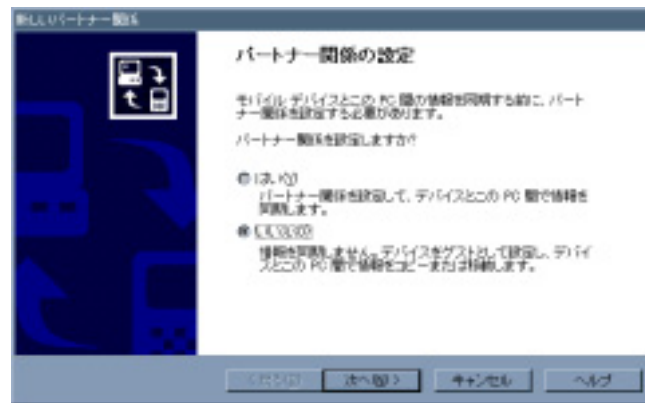 新しいパートナー関係
パートナー関係の設定
モバイル デバイスとこの PC 間の情報を同期する前に、パート
ナー関係を設定する必要があります。
パートナー関係を設定しますか?
はい(Y)
パートナー関係を設定して、デバイスとこの PC 間で情報を
同期します。
いいえ(O)
情報を同期しません。デバイスをゲストとして設定し、デバイ
スとこの PC 間で情報をコピーまたは移動します。
次へ(N) > キャンセル ヘルプ